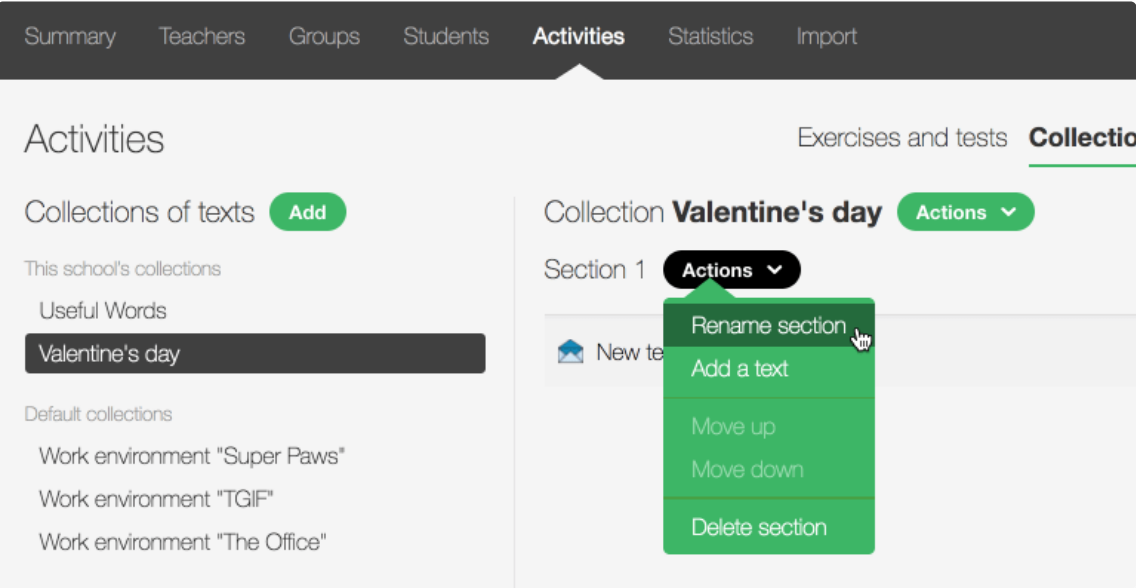 Summary Teachers Groups Students Activities Statistics Import
Activities
Exercises and tests
Collections of texts Add
This school's collections
Useful Words
Valentine's day
Default collections
Work environment "Super Paws"
Work environment "TGIF"
Work environment "The Office"
Collection Valentine's day Actions
Section 1 Actions
New
Rename section
Add a text
Move up
Move down
Delete section